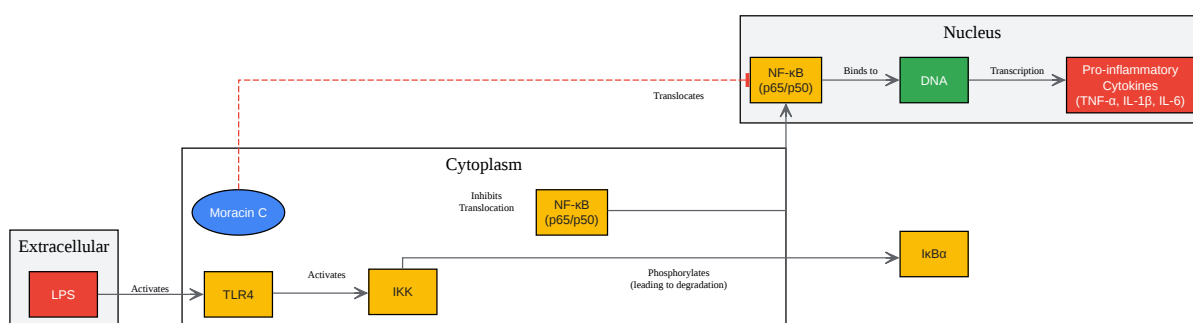 Nucleus
NF-κB
(p65/p50)
Binds to
DNA
Transcription
Pro-inflammatory
Cytokines
(TNF-α, IL-1β, IL-6)
Translocates
Cytoplasm
Moracin C
Inhibits
Translocation
NF-κB
(p65/p50)
Extracellular
LPS
Activates
TLR4
Activates
IKK
Phosphorylates
(leading to degradation)
IκBα